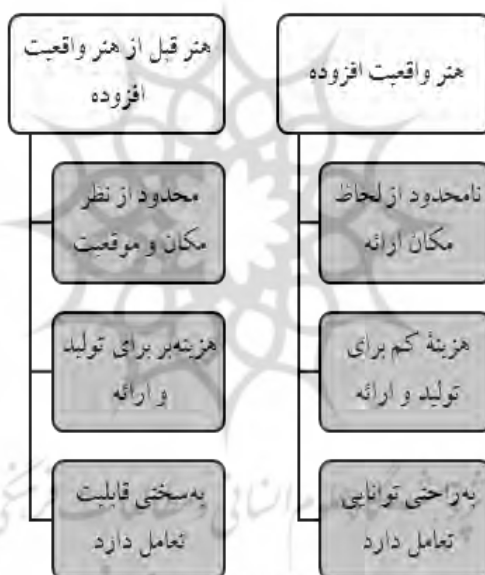 هنر واقعیت افزوده
نامحدود از لحاظ
مکان ارائه
هزینهٔ کم برای
تولید و ارائه
به‌راحتی توانایی
تعامل دارد
هنر قبل از هنر واقعیت
افزوده
محدود از نظر
مکان و موقعیت
هزینه‌بر برای تولید
و ارائه
به‌سختی قابلیت
تعامل دارد